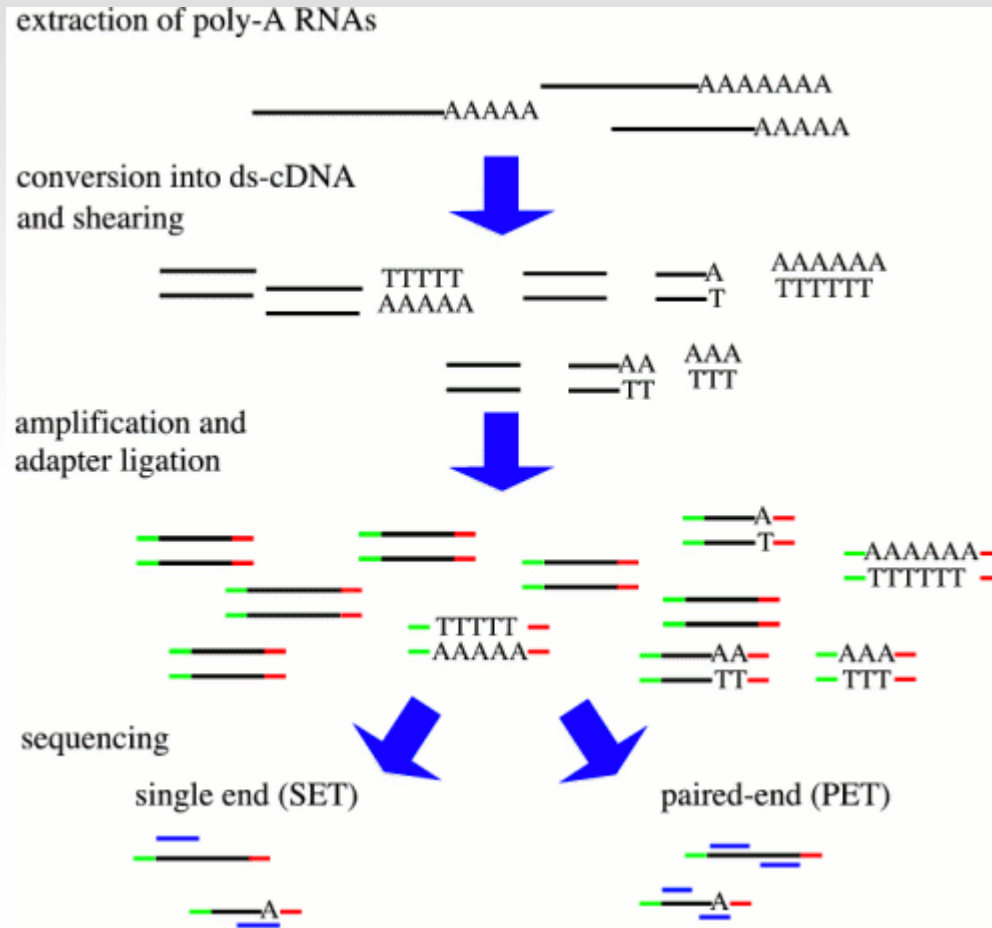 extraction of poly-A RNAs
AAAAAAA
AAAAA
AAAAA
conversion into ds-cDNA
and shearing
TTTTT
AAAAA
A
T
AAAAAA
TTTTTT
AA
TT
AAA
TTT
amplification and
adapter ligation
A
T
AAAAAA
TTTTTT
TTTTT
AAAAA
AA
TT
AAA
TTT
sequencing
single end (SET)
paired-end (PET)
A
A